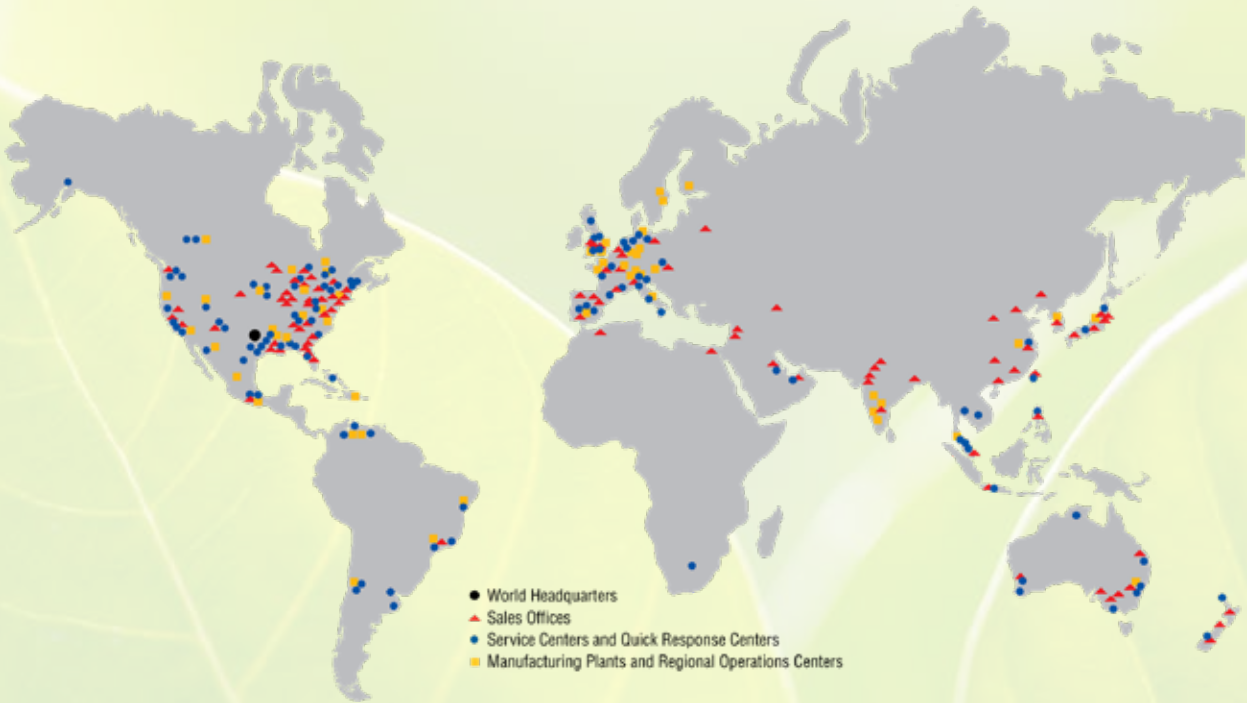 World Headquarters
Sales Offices
Service Centers and Quick Response Centers
Manufacturing Plants and Regional Operations Centers